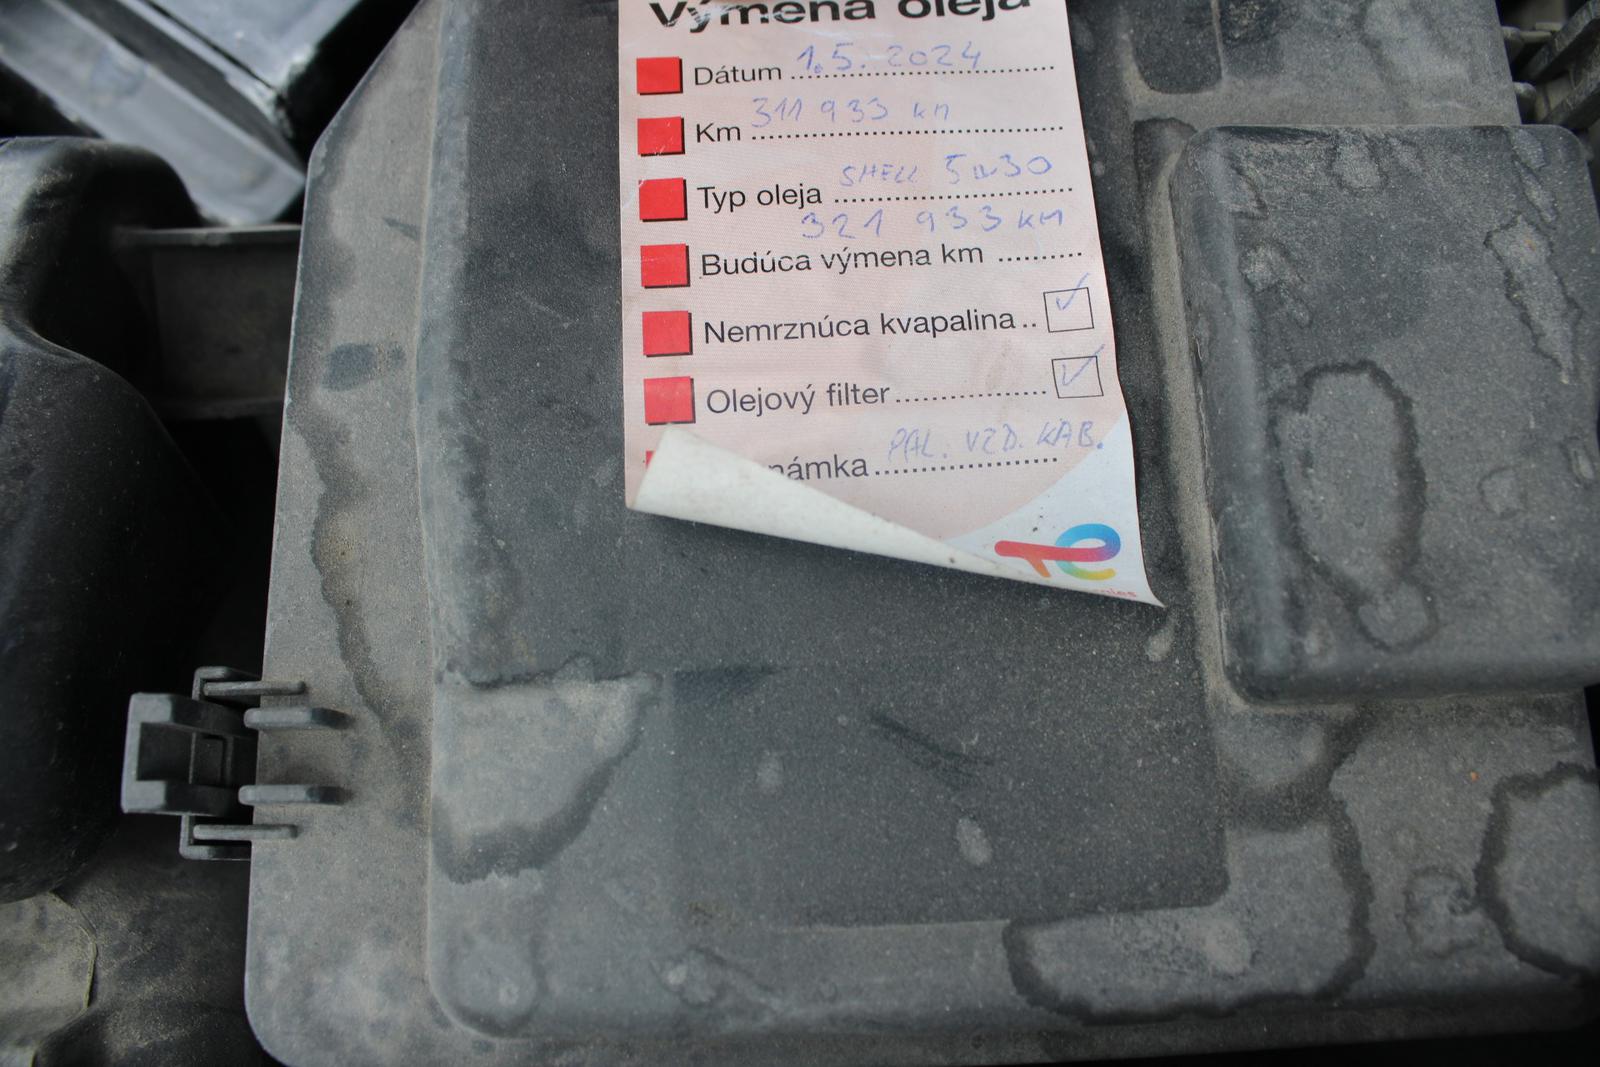 Výmena oleja
Dátum 1.5.2024
Km 311 933 km
Typ oleja SHELL 5W30
321 933 km
Budúca výmena km
Nemrznúca kvapalina ✓
Olejový filter ✓
námka PAL. VZD. KAB.